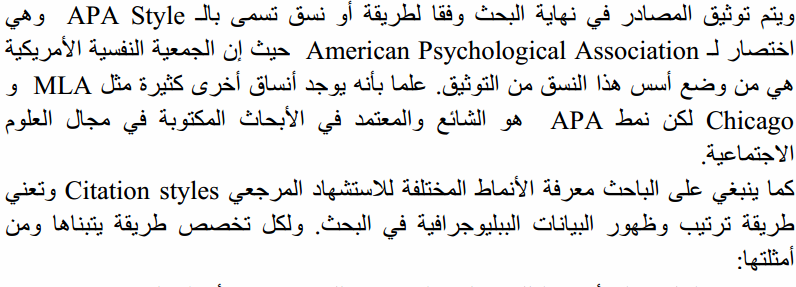 ويتم توثيق المصادر في نهاية البحث وفقا لطريقة أو نسق تسمى بالـ APA Style وهي
اختصار لـ American Psychological Association حيث إن الجمعية النفسية الأمريكية
هي من وضع أسس هذا النسق من التوثيق. علما بأنه يوجد أنساق أخرى كثيرة مثل MLA و
Chicago لكن نمط APA هو الشائع والمعتمد في الأبحاث المكتوبة في مجال العلوم
الاجتماعية.
كما ينبغي على الباحث معرفة الأنماط المختلفة للاستشهاد المرجعي Citation styles وتعني
طريقة ترتيب وظهور البيانات الببليوجرافية في البحث. ولكل تخصص طريقة يتبناها ومن
أمثلتها: